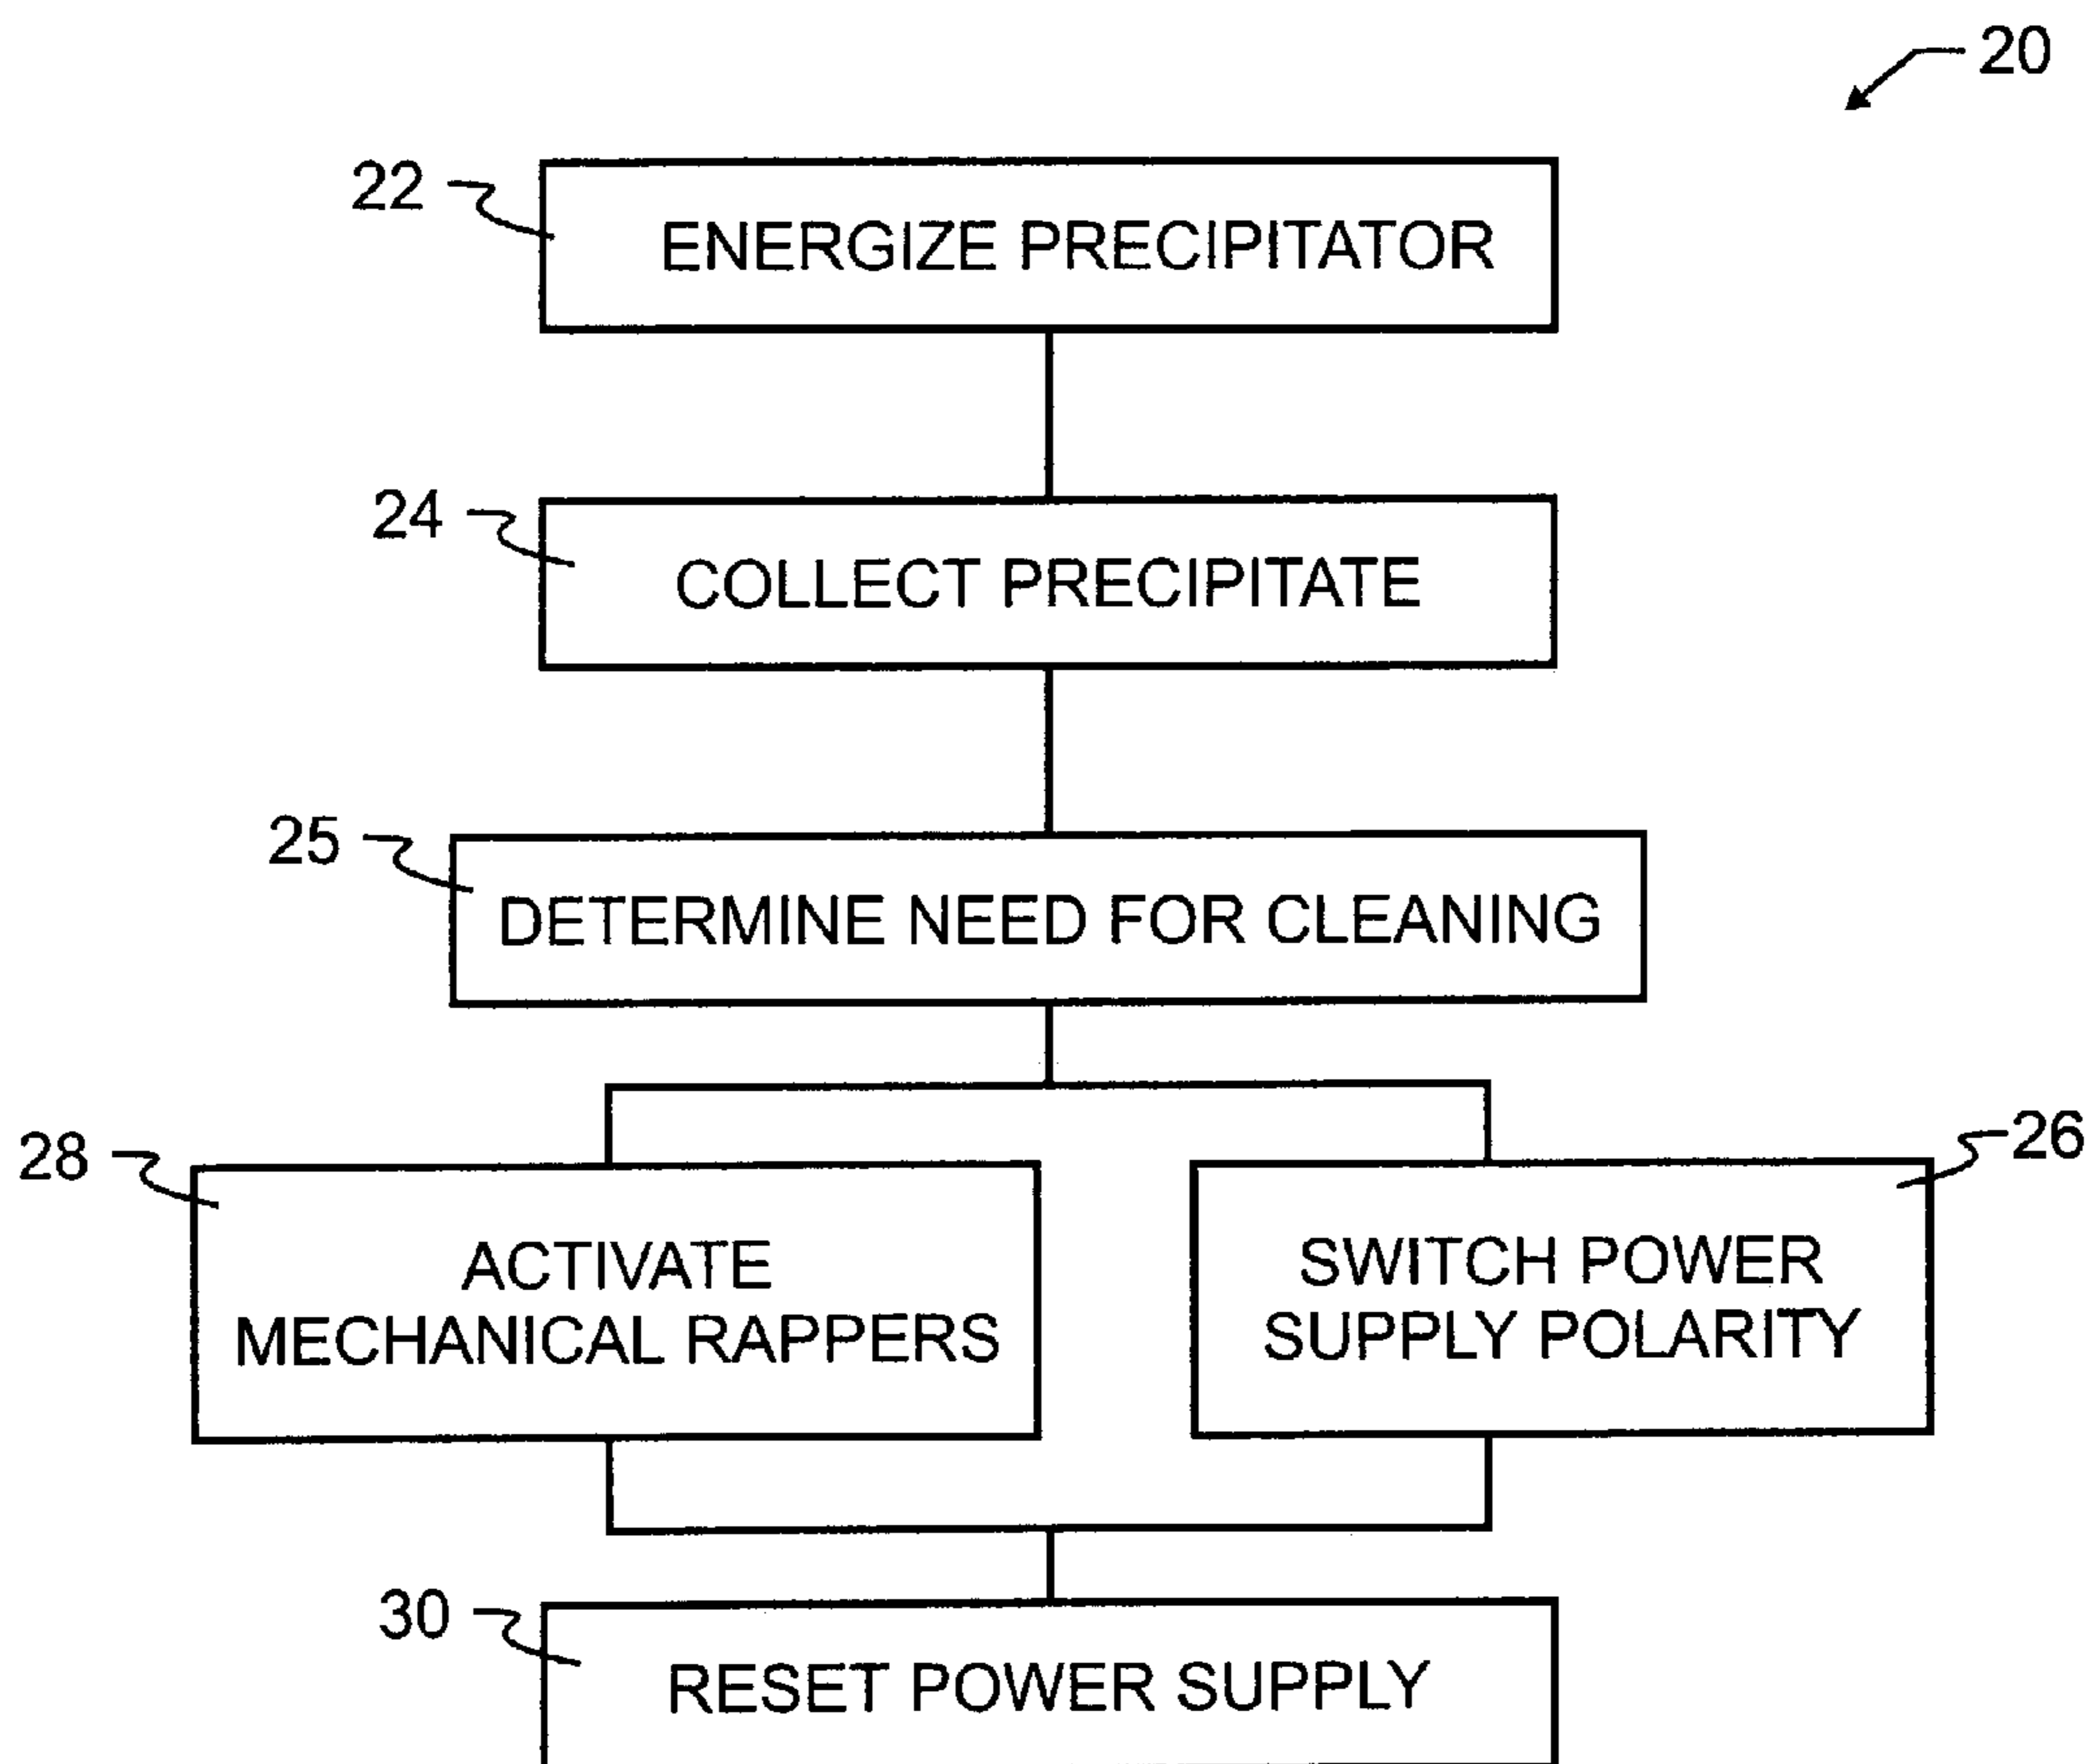 20
22
ENERGIZE PRECIPITATOR
24
COLLECT PRECIPITATE
25
DETERMINE NEED FOR CLEANING
28
ACTIVATE
MECHANICAL RAPPERS
26
SWITCH POWER
SUPPLY POLARITY
30
RESET POWER SUPPLY